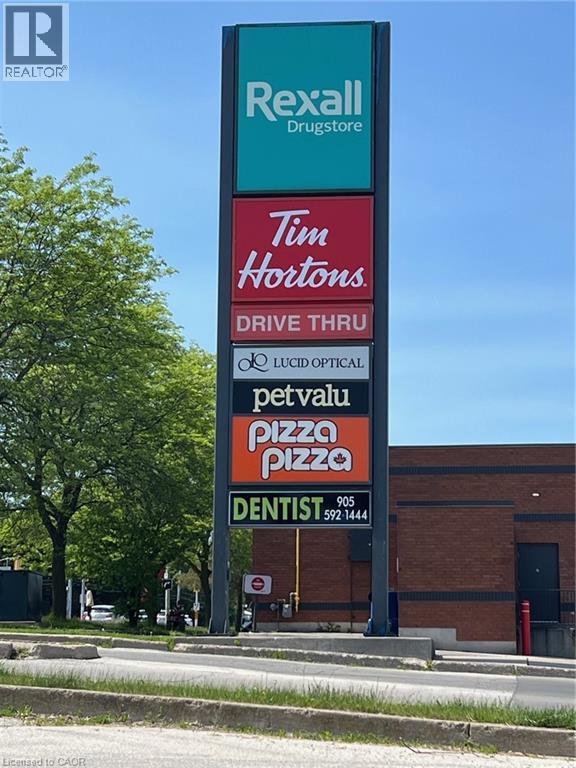 REALTOR®
Rexall
Drugstore
Tim
Hortons.
DRIVE THRU
LUCID OPTICAL
petvalu
PIZZA
PIZZA
DENTIST 905
592-1444
Licensed to CAOR